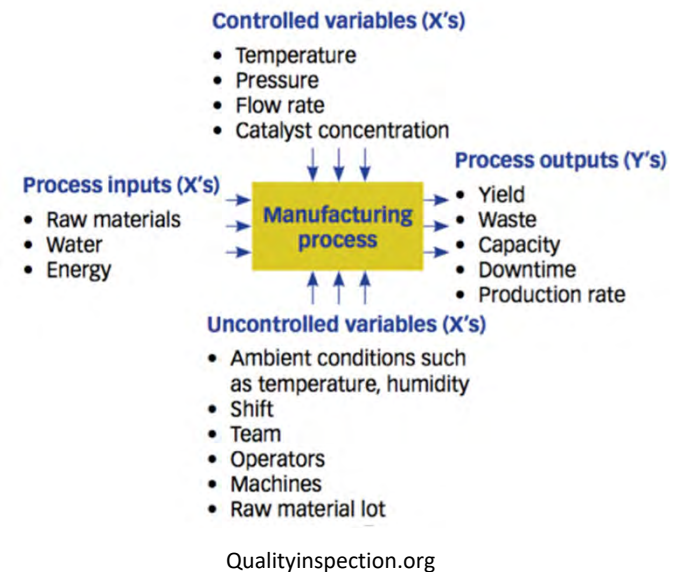 Controlled variables (X's)
• Temperature
• Pressure
• Flow rate
• Catalyst concentration
Process inputs (X's)
• Raw materials
• Water
• Energy
Manufacturing
process
Process outputs (Y's)
• Yield
• Waste
• Capacity
• Downtime
• Production rate
Uncontrolled variables (X's)
• Ambient conditions such
as temperature, humidity
• Shift
• Team
• Operators
• Machines
• Raw material lot
Qualityinspection.org